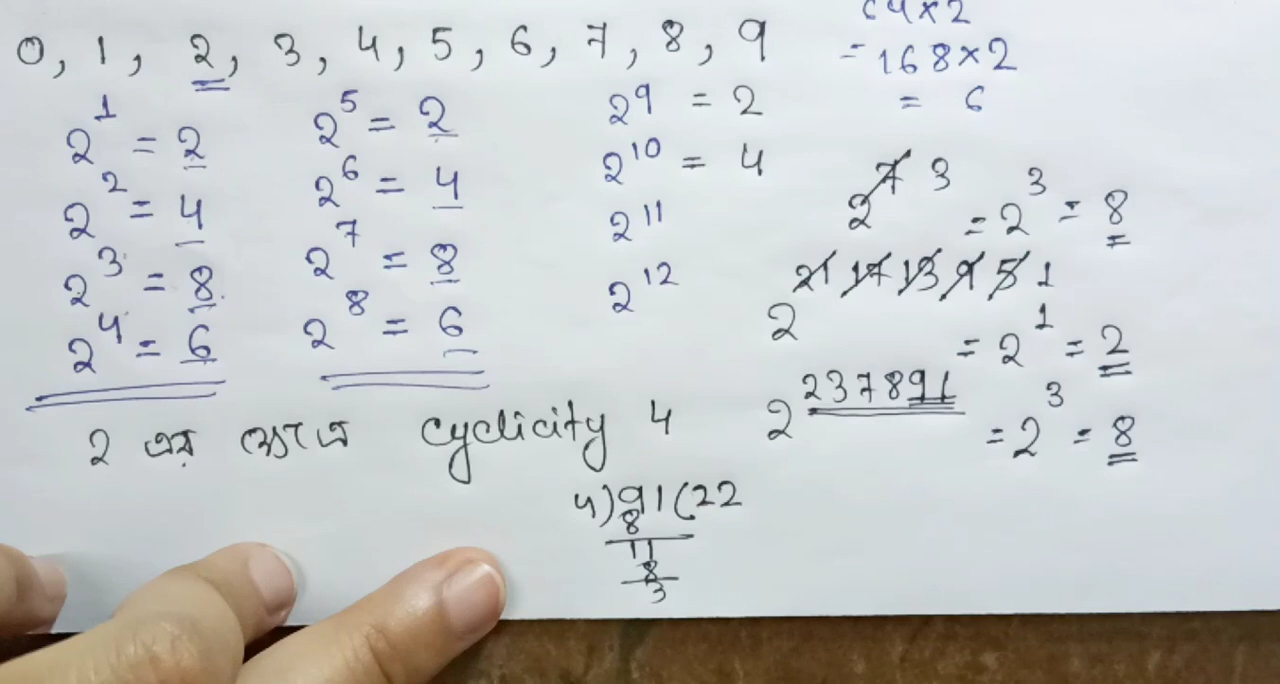 0, 1, 2, 3, 4, 5, 6, 7, 8, 9
2^1 = 2
2^2 = 4
2^3 = 8
2^4 = 6
2^5 = 2
2^6 = 4
2^7 = 8
2^8 = 6
2^9 = 2
2^10 = 4
2^11
2^12
64×2
= 168×2
= 6
2^7 3 = 2^3 = 8
2^21 17 13 9 5 1 = 2^1 = 2
2^237891 = 2^3 = 8
2 এর cyclicity 4
4)91(22
8
11
8
3